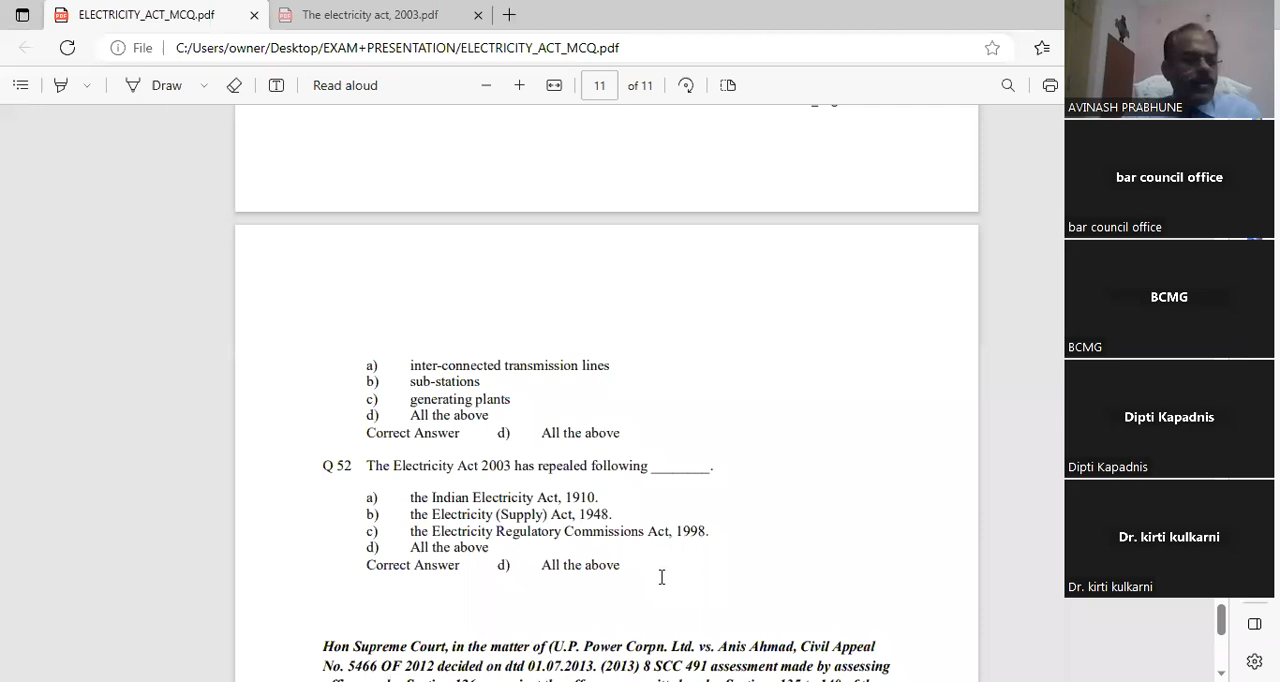 ELECTRICITY_ACT_MCQ.pdf
The electricity act, 2003.pdf
File
C:/Users/owner/Desktop/EXAM+PRESENTATION/ELECTRICITY_ACT_MCQ.pdf
Draw
Read aloud
11
of 11
AVINASH PRABHUNE
bar council office
bar council office
BCMG
BCMG
Dipti Kapadnis
Dipti Kapadnis
Dr. kirti kulkarni
Dr. kirti kulkarni
a) inter-connected transmission lines
b) sub-stations
c) generating plants
d) All the above
Correct Answer d) All the above
Q 52 The Electricity Act 2003 has repealed following ________.
a) the Indian Electricity Act, 1910.
b) the Electricity (Supply) Act, 1948.
c) the Electricity Regulatory Commissions Act, 1998.
d) All the above
Correct Answer d) All the above
Hon Supreme Court, in the matter of (U.P. Power Corpn. Ltd. vs. Anis Ahmad, Civil Appeal
No. 5466 OF 2012 decided on dtd 01.07.2013. (2013) 8 SCC 491 assessment made by assessing